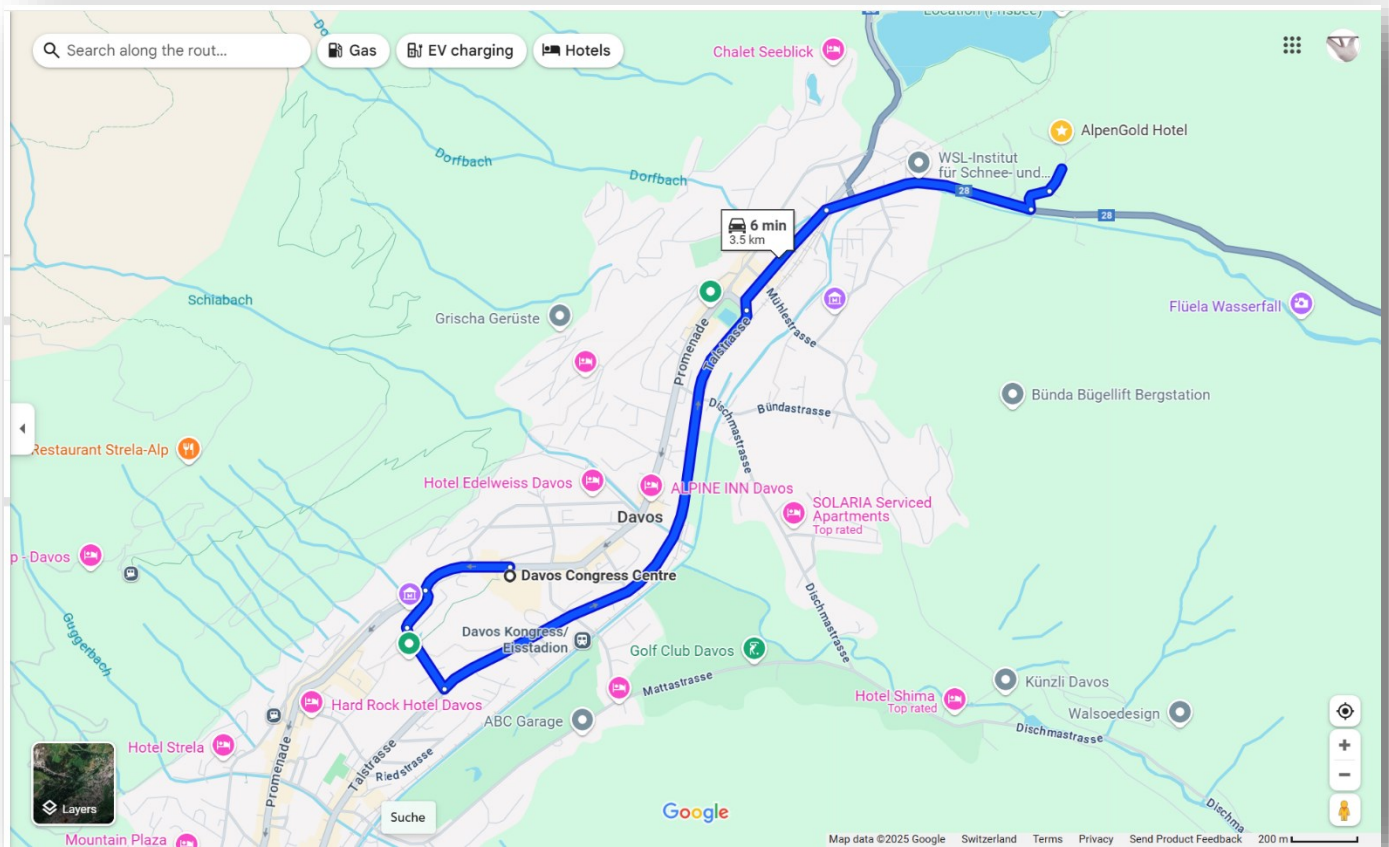 Location (Frisbee)
Search along the rout...
Gas
EV charging
Hotels
Chalet Seeblick
AlpenGold Hotel
WSL-Institut
für Schnee- und...
Dorfbach
Dorfbach
28
28
6 min
3.5 km
Schiabach
Grischa Gerüste
Mühlestrasse
Flüela Wasserfall
Promenade
Talstrasse
Bünda Bügellift Bergstation
Dischmastrasse
Bündastrasse
Restaurant Strela-Alp
Hotel Edelweiss Davos
ALPINE INN Davos
SOLARIA Serviced
Apartments
Top rated
Davos
p - Davos
Davos Congress Centre
Guggerbach
Dischmastrasse
Davos Kongress/
Eisstadion
Golf Club Davos
Mattastrasse
Hotel Shima
Top rated
Künzli Davos
Hard Rock Hotel Davos
ABC Garage
Walsoedesign
Dischmastrasse
Hotel Strela
Promenade
Talstrasse
Riedstrasse
Layers
Suche
Google
Dischma
Mountain Plaza
Map data ©2025 Google Switzerland Terms Privacy Send Product Feedback 200 m